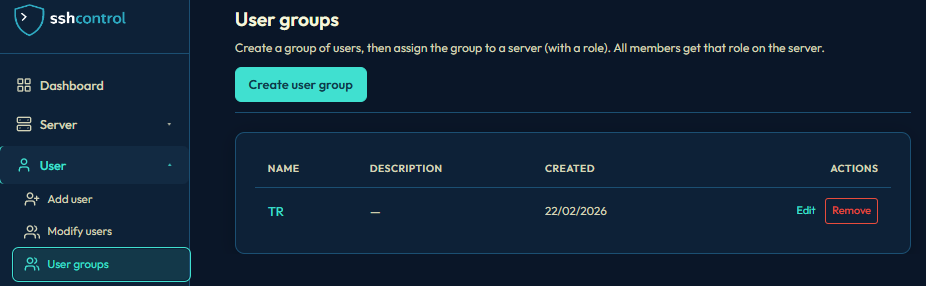 sshcontrol
Dashboard
Server
User
Add user
Modify users
User groups
User groups
Create a group of users, then assign the group to a server (with a role). All members get that role on the server.
Create user group
NAME DESCRIPTION CREATED ACTIONS
TR — 22/02/2026 Edit Remove